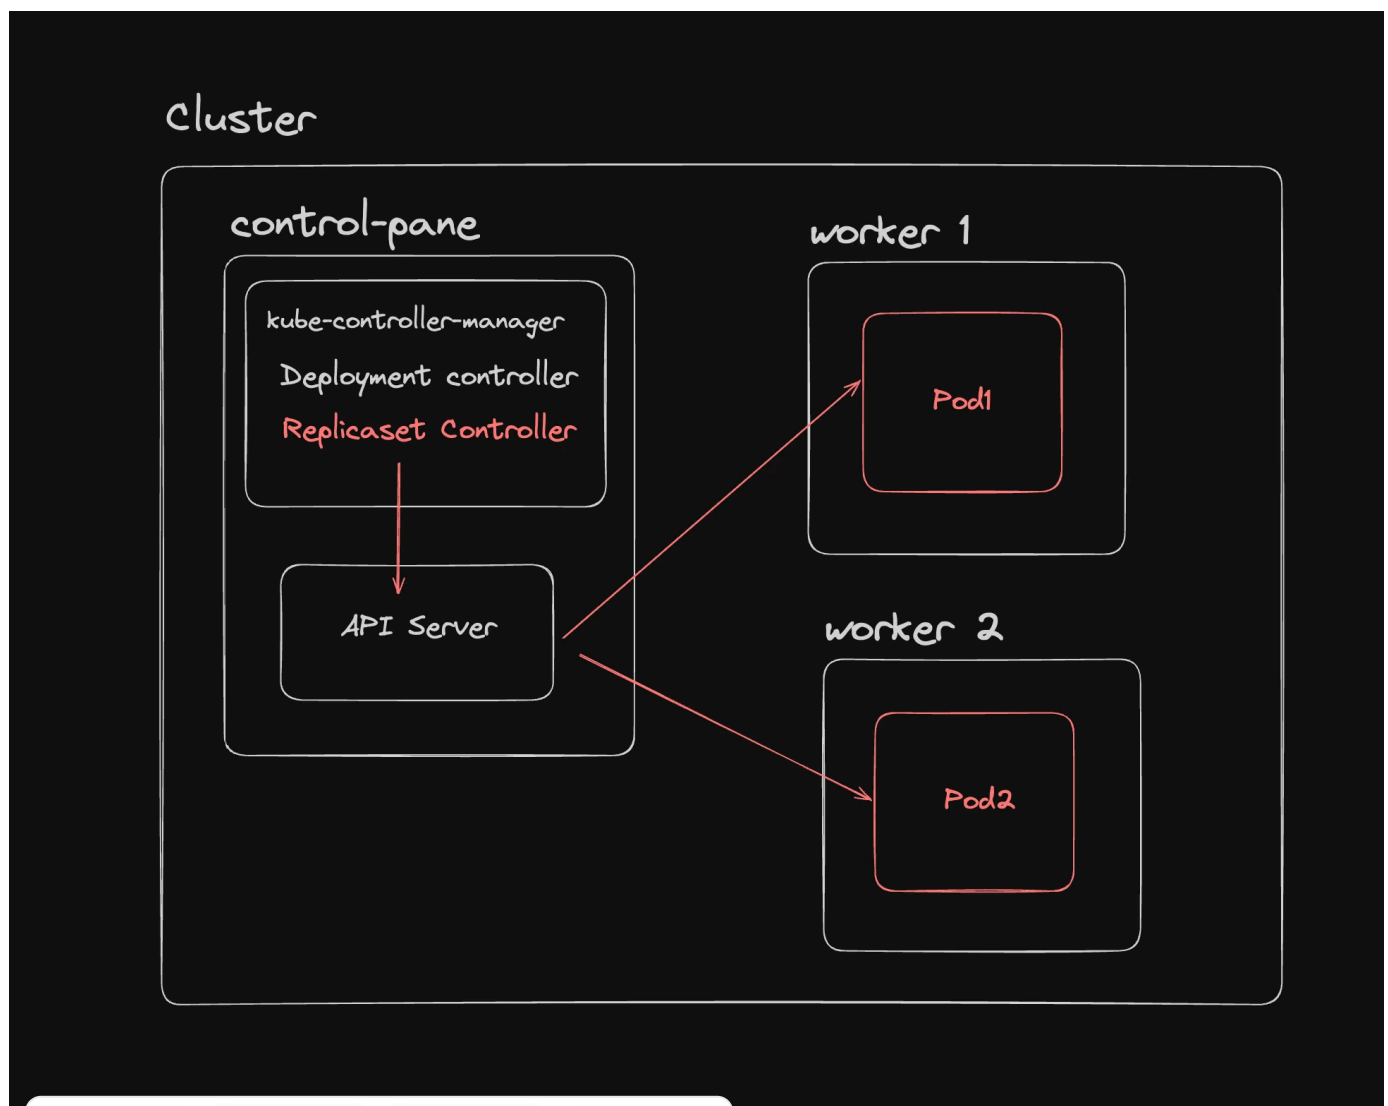 Cluster
control-pane
kube-controller-manager
Deployment controller
Replicaset Controller
API Server
worker 1
Pod1
worker 2
Pod2